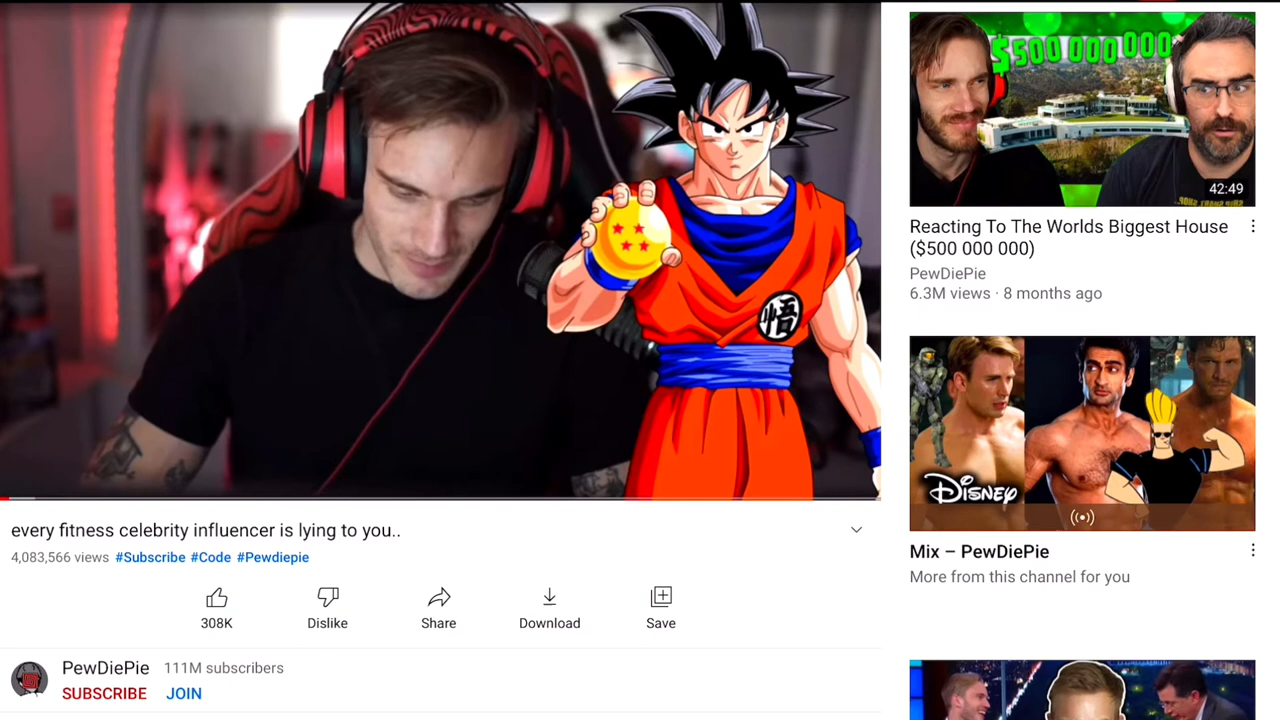 悟
every fitness celebrity influencer is lying to you..
4,083,566 views #Subscribe #Code #Pewdiepie
308K
Dislike
Share
Download
Save
PewDiePie 111M subscribers
SUBSCRIBE JOIN
$500 000 000
42:49
Reacting To The Worlds Biggest House
($500 000 000)
PewDiePie
6.3M views · 8 months ago
DISNEY
Mix – PewDiePie
More from this channel for you